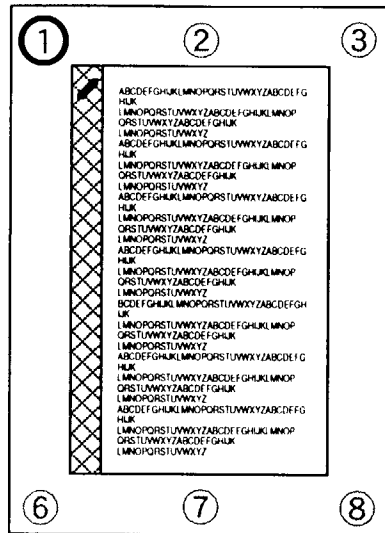 ① ② ③
ABCDEFGHIJKLMNOPQRSTUVWXYZABCDEFG
HIJK
LMNOPQRSTUVWXYZABCDEFGHIJKLMNOP
QRSTUVWXYZABCDEFGHIJK
LMNOPQRSTUVWXYZ
ABCDEFGHIJKLMNOPQRSTUVWXYZABCDEFG
HIJK
LMNOPQRSTUVWXYZABCDEFGHIJKLMNOP
QRSTUVWXYZABCDEFGHIJK
LMNOPQRSTUVWXYZ
ABCDEFGHIJKLMNOPQRSTUVWXYZABCDEFG
HIJK
LMNOPQRSTUVWXYZABCDEFGHIJKLMNOP
QRSTUVWXYZABCDEFGHIJK
LMNOPQRSTUVWXYZ
ABCDEFGHIJKLMNOPQRSTUVWXYZABCDEFG
HIJK
LMNOPQRSTUVWXYZABCDEFGHIJKLMNOP
QRSTUVWXYZABCDEFGHIJK
LMNOPQRSTUVWXYZ
BCDEFGHIJKLMNOPQRSTUVWXYZABCDEFGH
IJK
LMNOPQRSTUVWXYZABCDEFGHIJKLMNOP
QRSTUVWXYZABCDEFGHIJK
LMNOPQRSTUVWXYZ
ABCDEFGHIJKLMNOPQRSTUVWXYZABCDEFG
HIJK
LMNOPQRSTUVWXYZABCDEFGHIJKLMNOP
QRSTUVWXYZABCDEFGHIJK
LMNOPQRSTUVWXYZ
ABCDEFGHIJKLMNOPQRSTUVWXYZABCDEFG
HIJK
LMNOPQRSTUVWXYZABCDEFGHIJKLMNOP
QRSTUVWXYZABCDEFGHIJK
LMNOPQRSTUVWXYZ
⑥ ⑦ ⑧